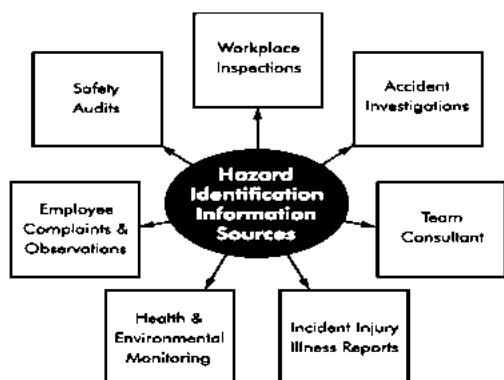 Workplace
Inspections
Safety
Audits
Accident
Investigations
Hazard
Identification
Information
Sources
Employee
Complaints &
Observations
Team
Consultant
Health &
Environmental
Monitoring
Incident Injury
Illness Reports